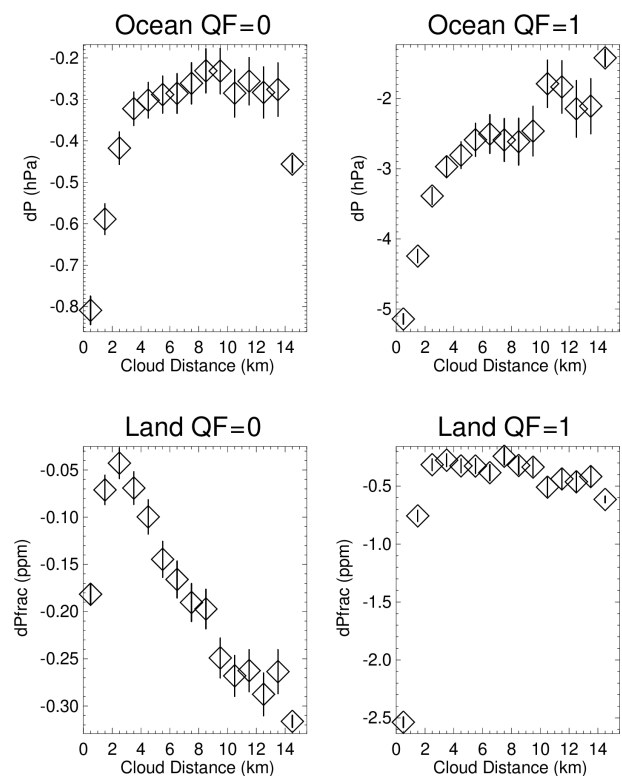 Ocean QF=0
-0.2
-0.3
-0.4
-0.5
-0.6
-0.7
-0.8
dP (hPa)
0 2 4 6 8 10 12 14
Cloud Distance (km)
Ocean QF=1
-2
-3
-4
-5
dP (hPa)
0 2 4 6 8 10 12 14
Cloud Distance (km)
Land QF=0
-0.05
-0.10
-0.15
-0.20
-0.25
-0.30
dPfrac (ppm)
0 2 4 6 8 10 12 14
Cloud Distance (km)
Land QF=1
-0.5
-1.0
-1.5
-2.0
-2.5
dPfrac (ppm)
0 2 4 6 8 10 12 14
Cloud Distance (km)